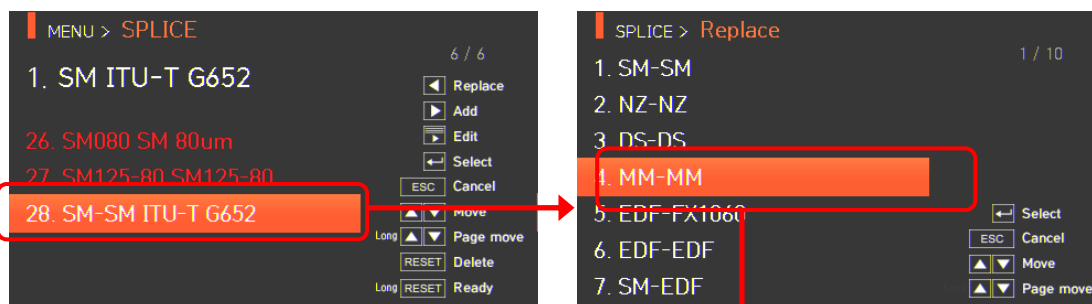 MENU > SPLICE
6 / 6
1. SM ITU-T G652
Replace
Add
26. SM080 SM 80um
Edit
27. SM125-80 SM125-80
Select
ESC Cancel
28. SM-SM ITU-T G652
Move
Long Page move
RESET Delete
Long RESET Ready
SPLICE > Replace
1 / 10
1. SM-SM
2. NZ-NZ
3. DS-DS
4. MM-MM
5. EDF-FX1060
6. EDF-EDF
7. SM-EDF
Select
ESC Cancel
Move
Page move